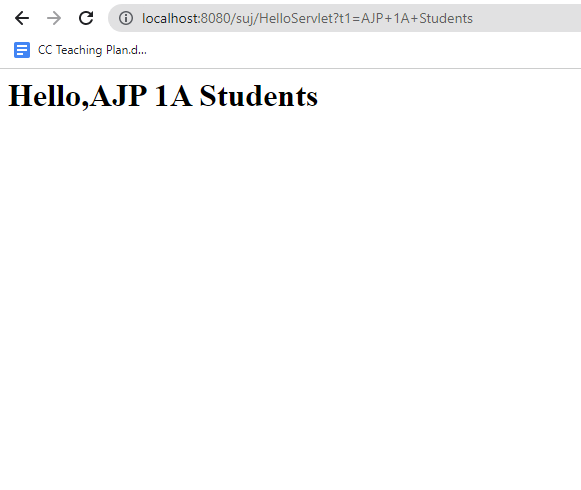 localhost:8080/suj/HelloServlet?t1=AJP+1A+Students
CC Teaching Plan.d...
Hello,AJP 1A Students